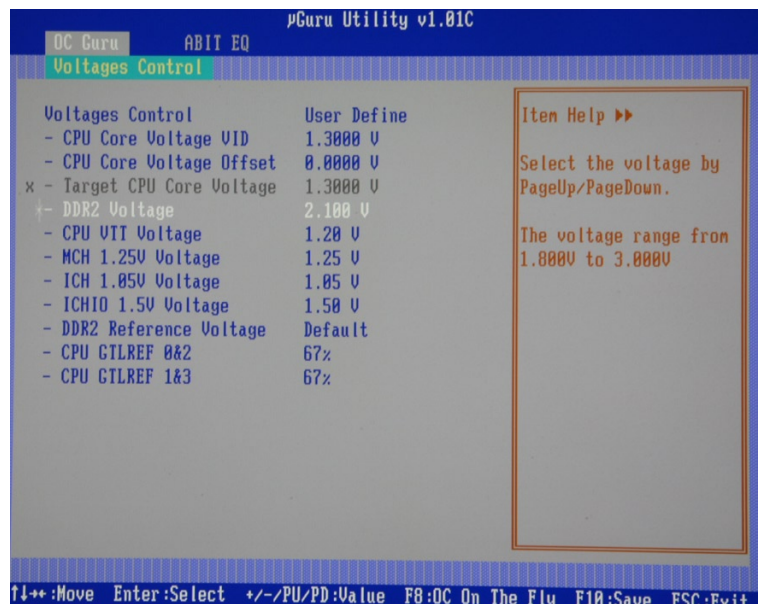 µGuru Utility v1.01C
OC Guru ABIT EQ
Voltages Control
Voltages Control User Define
- CPU Core Voltage VID 1.3000 V
- CPU Core Voltage Offset 0.0000 V
x - Target CPU Core Voltage 1.3000 V
- DDR2 Voltage 2.100 V
- CPU VTT Voltage 1.20 V
- MCH 1.25V Voltage 1.25 V
- ICH 1.05V Voltage 1.05 V
- ICHIO 1.5V Voltage 1.50 V
- DDR2 Reference Voltage Default
- CPU GTLREF 0&2 67%
- CPU GTLREF 1&3 67%
Item Help ▶▶
Select the voltage by
PageUp/PageDown.
The voltage range from
1.800V to 3.000V
↑↓→←:Move Enter:Select +/-/PU/PD:Value F8:OC On The Fly F10:Save ESC:Exit